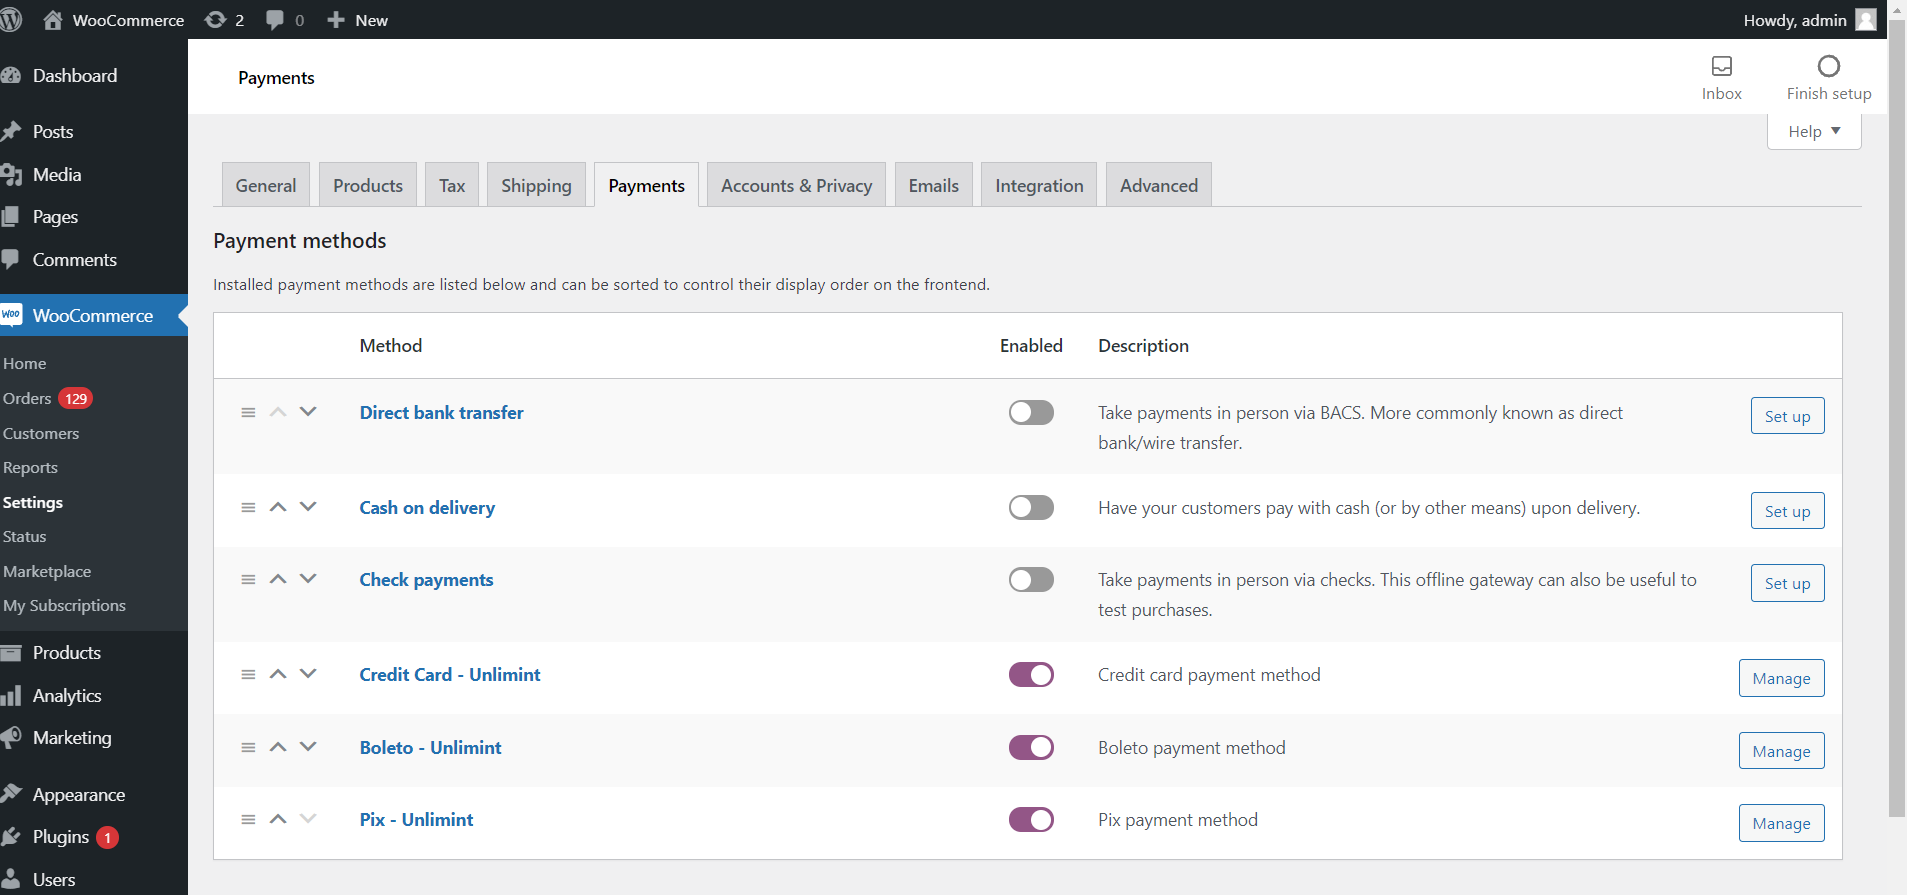 WooCommerce 2 0 New Howdy, admin
Dashboard
Posts
Media
Pages
Comments
Woo WooCommerce
Home
Orders 129
Customers
Reports
Settings
Status
Marketplace
My Subscriptions
Products
Analytics
Marketing
Appearance
Plugins 1
Users
Payments
Inbox
Finish setup
Help
General Products Tax Shipping Payments Accounts & Privacy Emails Integration Advanced
Payment methods
Installed payment methods are listed below and can be sorted to control their display order on the frontend.
Method Enabled Description
Direct bank transfer Take payments in person via BACS. More commonly known as direct Set up
bank/wire transfer.
Cash on delivery Have your customers pay with cash (or by other means) upon delivery. Set up
Check payments Take payments in person via checks. This offline gateway can also be useful to Set up
test purchases.
Credit Card - Unlimint Credit card payment method Manage
Boleto - Unlimint Boleto payment method Manage
Pix - Unlimint Pix payment method Manage